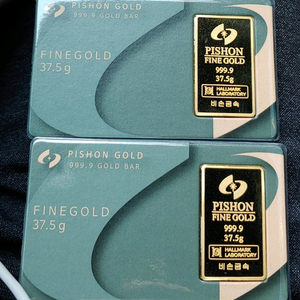 PISHON GOLD
999.9 GOLD BAR
FINEGOLD
37.5g
PISHON
FINE GOLD
999.9
37.5g
HALLMARK
LABORATORY
비손금속
PISHON GOLD
999.9 GOLD BAR
FINEGOLD
37.5g
PISHON
FINE GOLD
999.9
37.5g
HALLMARK
LABORATORY
비손금속